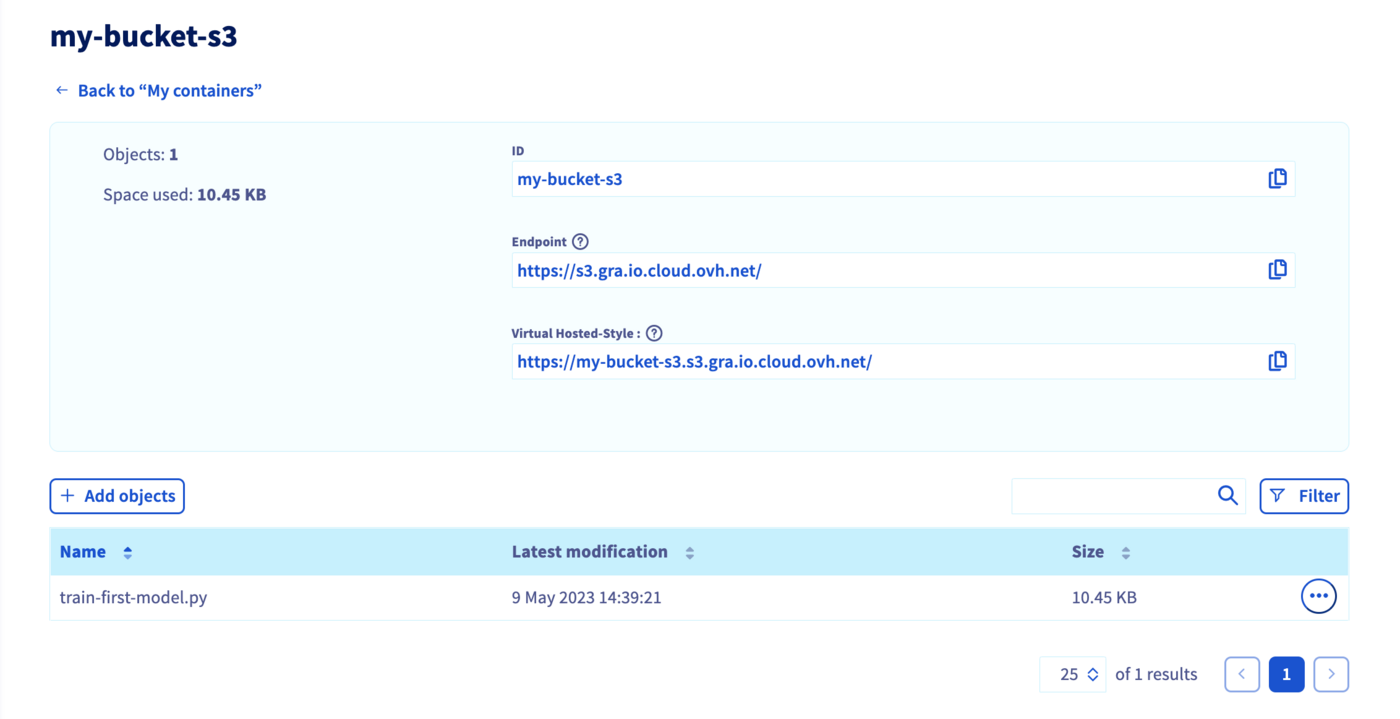 my-bucket-s3
← Back to “My containers”
Objects: 1
Space used: 10.45 KB
ID
my-bucket-s3
Endpoint ?
https://s3.gra.io.cloud.ovh.net/
Virtual Hosted-Style : ?
https://my-bucket-s3.s3.gra.io.cloud.ovh.net/
+ Add objects
Filter
Name Latest modification Size
train-first-model.py 9 May 2023 14:39:21 10.45 KB
25 of 1 results 1